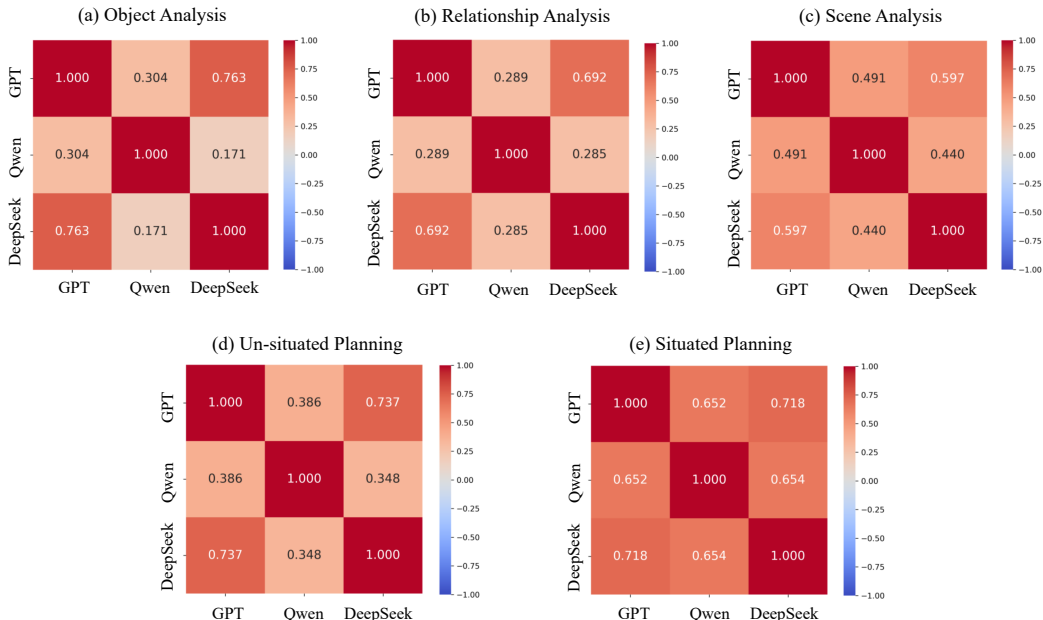 (a) Object Analysis
GPT
Qwen
DeepSeek
1.000 0.304 0.763
0.304 1.000 0.171
0.763 0.171 1.000
GPT Qwen DeepSeek
1.00
0.75
0.50
0.25
0.00
−0.25
−0.50
−0.75
−1.00
(b) Relationship Analysis
GPT
Qwen
DeepSeek
1.000 0.289 0.692
0.289 1.000 0.285
0.692 0.285 1.000
GPT Qwen DeepSeek
1.00
0.75
0.50
0.25
0.00
−0.25
−0.50
−0.75
−1.00
(c) Scene Analysis
GPT
Qwen
DeepSeek
1.000 0.491 0.597
0.491 1.000 0.440
0.597 0.440 1.000
GPT Qwen DeepSeek
1.00
0.75
0.50
0.25
0.00
−0.25
−0.50
−0.75
−1.00
(d) Un-situated Planning
GPT
Qwen
DeepSeek
1.000 0.386 0.737
0.386 1.000 0.348
0.737 0.348 1.000
GPT Qwen DeepSeek
1.00
0.75
0.50
0.25
0.00
−0.25
−0.50
−0.75
−1.00
(e) Situated Planning
GPT
Qwen
DeepSeek
1.000 0.652 0.718
0.652 1.000 0.654
0.718 0.654 1.000
GPT Qwen DeepSeek
1.00
0.75
0.50
0.25
0.00
−0.25
−0.50
−0.75
−1.00